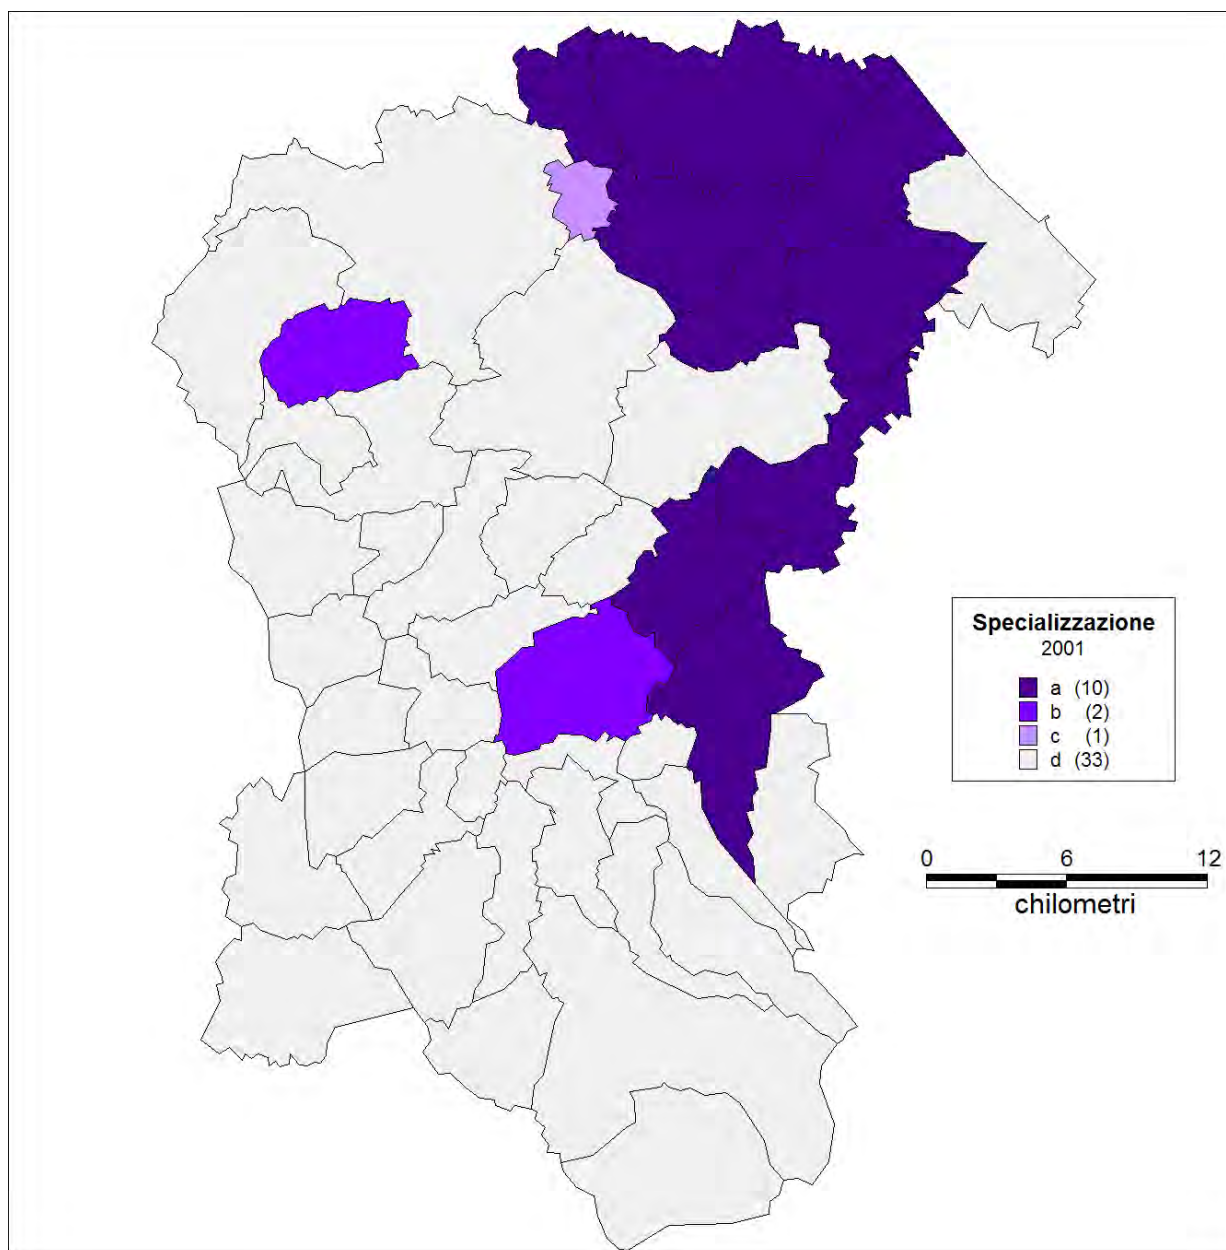 Specializzazione
2001
a (10)
b (2)
c (1)
d (33)
0 6 12
chilometri